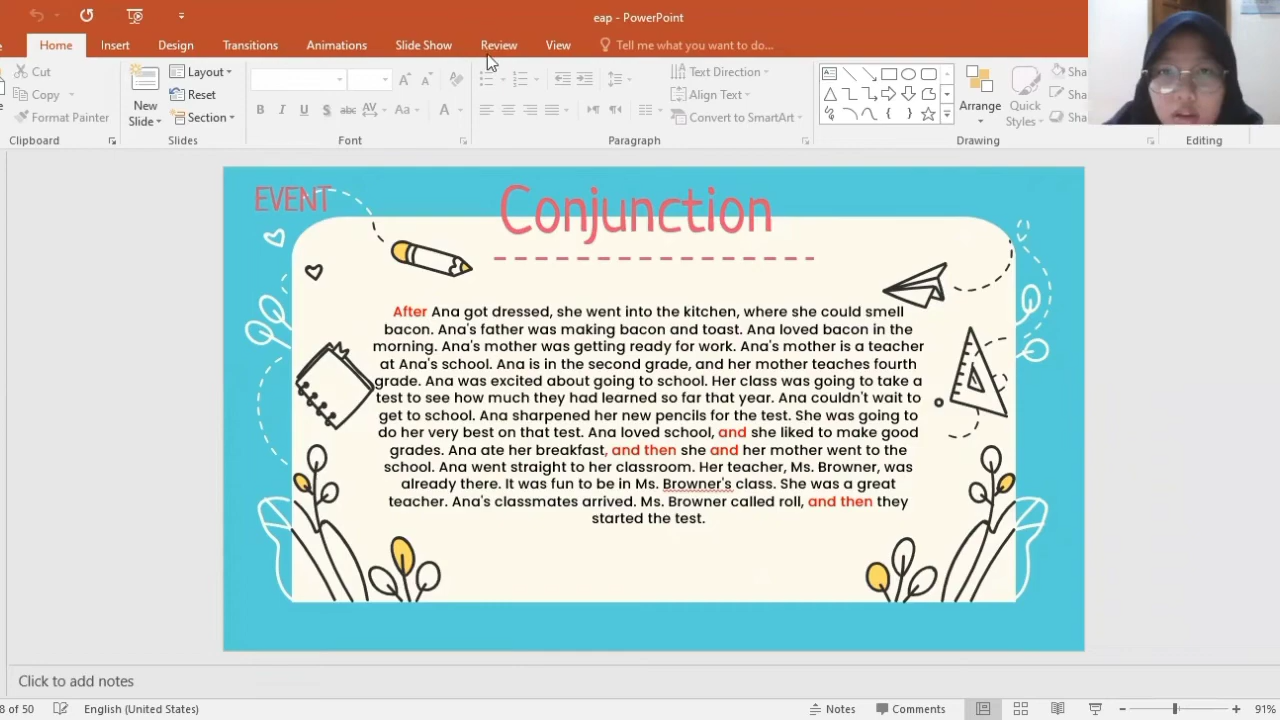 eap - PowerPoint
Home Insert Design Transitions Animations Slide Show Review View Tell me what you want to do...
Cut
Copy
Format Painter
Clipboard
New
Slide
Layout
Reset
Section
Slides
B I U S abc AV Aa A
Font
Text Direction
Align Text
Convert to SmartArt
Paragraph
Arrange
Quick
Styles
Sha
Sha
Sha
Drawing
Editing
EVENT
Conjunction
After Ana got dressed, she went into the kitchen, where she could smell
bacon. Ana's father was making bacon and toast. Ana loved bacon in the
morning. Ana's mother was getting ready for work. Ana's mother is a teacher
at Ana's school. Ana is in the second grade, and her mother teaches fourth
grade. Ana was excited about going to school. Her class was going to take a
test to see how much they had learned so far that year. Ana couldn't wait to
get to school. Ana sharpened her new pencils for the test. She was going to
do her very best on that test. Ana loved school, and she liked to make good
grades. Ana ate her breakfast, and then she and her mother went to the
school. Ana went straight to her classroom. Her teacher, Ms. Browner, was
already there. It was fun to be in Ms. Browner's class. She was a great
teacher. Ana's classmates arrived. Ms. Browner called roll, and then they
started the test.
Click to add notes
8 of 50 English (United States) Notes Comments 91%